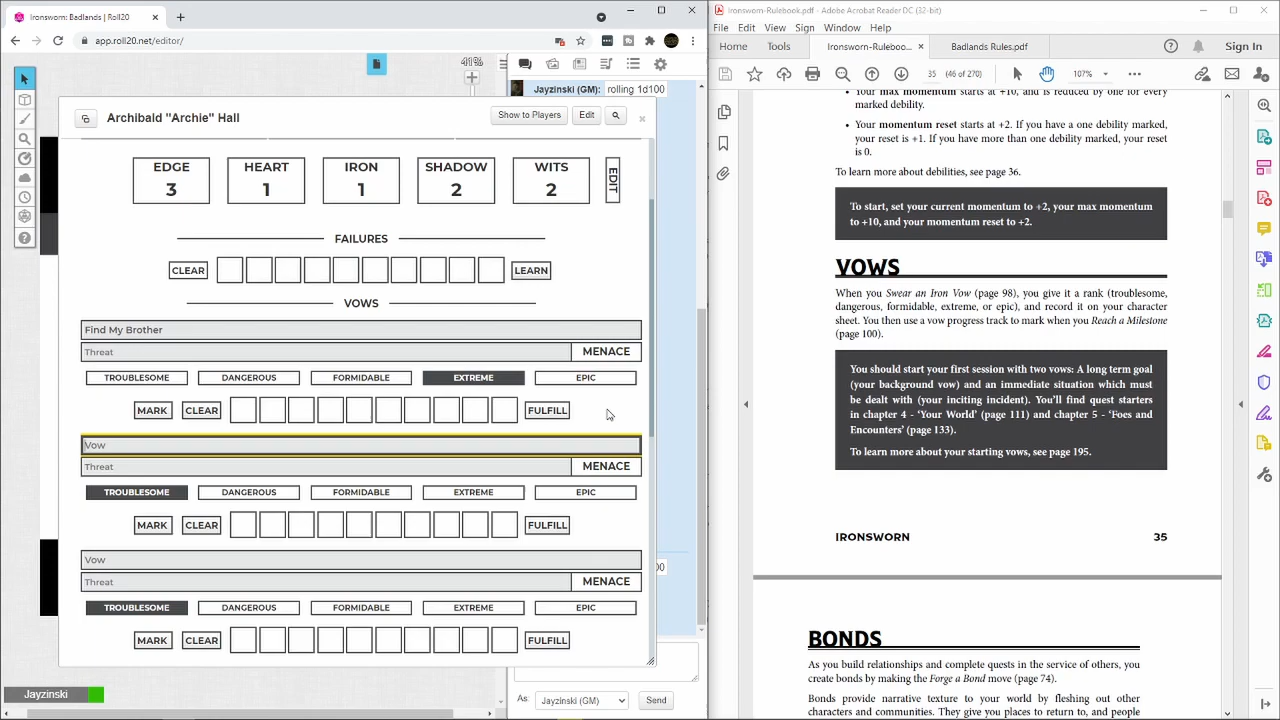 Ironsworn: Badlands | Roll20
app.roll20.net/editor/
41%
Jayzinski (GM): rolling 1d100
Archibald "Archie" Hall
Show to Players
Edit
EDGE
3
HEART
1
IRON
1
SHADOW
2
WITS
2
EDIT
FAILURES
CLEAR
LEARN
VOWS
Find My Brother
Threat
MENACE
TROUBLESOME
DANGEROUS
FORMIDABLE
EXTREME
EPIC
MARK
CLEAR
FULFILL
Vow
Threat
MENACE
TROUBLESOME
DANGEROUS
FORMIDABLE
EXTREME
EPIC
MARK
CLEAR
FULFILL
Vow
Threat
MENACE
TROUBLESOME
DANGEROUS
FORMIDABLE
EXTREME
EPIC
MARK
CLEAR
FULFILL
00
Jayzinski
As:
Jayzinski (GM)
Send
Ironsworn-Rulebook.pdf - Adobe Acrobat Reader DC (32-bit)
File Edit View Sign Window Help
Home
Tools
Ironsworn-Ruleboo...
Badlands Rules.pdf
Sign In
35 (46 of 270)
107%
• Your max momentum starts at +10, and is reduced by one for every
marked debility.
• Your momentum reset starts at +2. If you have a one debility marked,
your reset is +1. If you have more than one debility marked, your reset
is 0.
To learn more about debilities, see page 36.
To start, set your current momentum to +2, your max momentum
to +10, and your momentum reset to +2.
VOWS
When you Swear an Iron Vow (page 98), you give it a rank (troublesome,
dangerous, formidable, extreme, or epic), and record it on your character
sheet. You then use a vow progress track to mark when you Reach a Milestone
(page 100).
You should start your first session with two vows: A long term goal
(your background vow) and an immediate situation which must
be dealt with (your inciting incident). You'll find quest starters
in chapter 4 - 'Your World' (page 111) and chapter 5 - 'Foes and
Encounters' (page 133).
To learn more about your starting vows, see page 195.
IRONSWORN
35
BONDS
As you build relationships and complete quests in the service of others, you
create bonds by making the Forge a Bond move (page 74).
Bonds provide narrative texture to your world by fleshing out other
characters and communities. They give you places to return to, and people